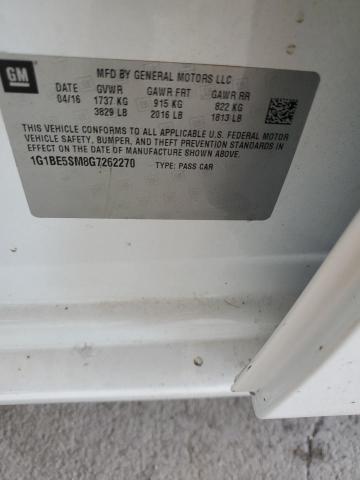 GM
MFD BY GENERAL MOTORS LLC
DATE GVWR GAWR FRT GAWR RR
04/16 1737 KG 915 KG 822 KG
3829 LB 2016 LB 1813 LB
THIS VEHICLE CONFORMS TO ALL APPLICABLE U.S. FEDERAL MOTOR
VEHICLE SAFETY, BUMPER, AND THEFT PREVENTION STANDARDS IN
EFFECT ON THE DATE OF MANUFACTURE SHOWN ABOVE.
1G1BE5SM8G7262270 TYPE: PASS CAR